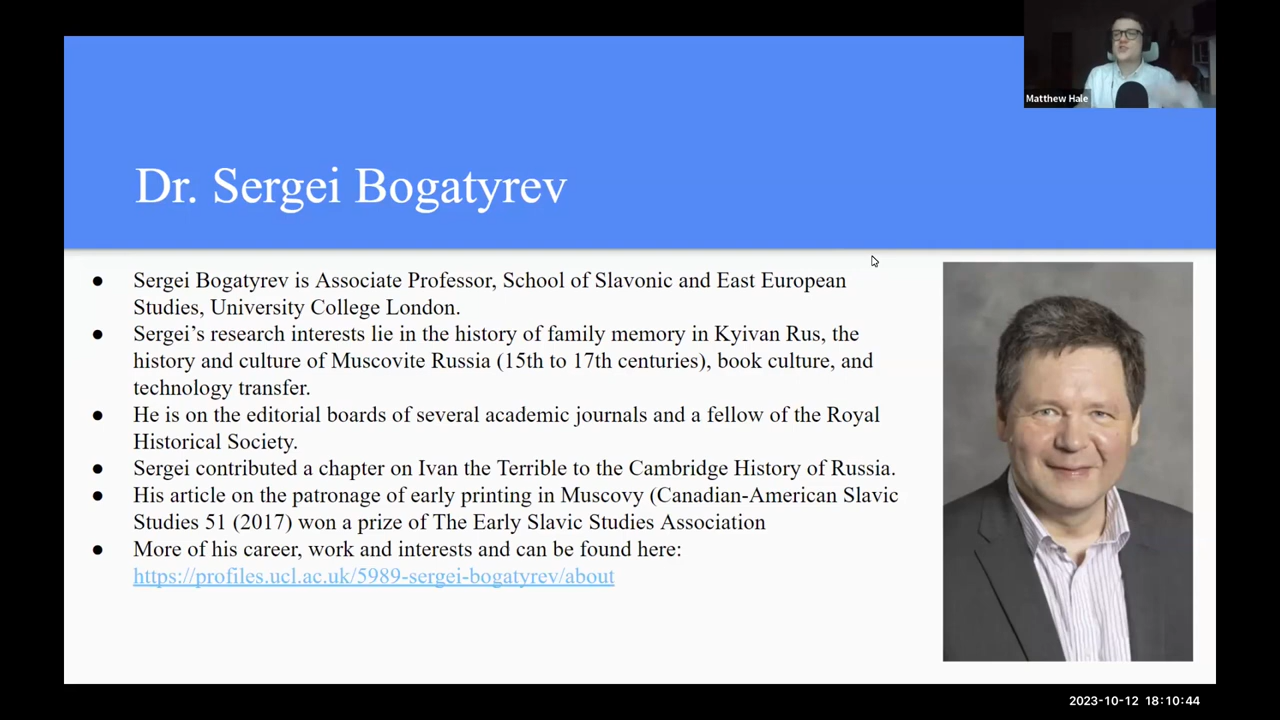 Matthew Hale
Dr. Sergei Bogatyrev
● Sergei Bogatyrev is Associate Professor, School of Slavonic and East European
Studies, University College London.
● Sergei’s research interests lie in the history of family memory in Kyivan Rus, the
history and culture of Muscovite Russia (15th to 17th centuries), book culture, and
technology transfer.
● He is on the editorial boards of several academic journals and a fellow of the Royal
Historical Society.
● Sergei contributed a chapter on Ivan the Terrible to the Cambridge History of Russia.
● His article on the patronage of early printing in Muscovy (Canadian-American Slavic
Studies 51 (2017) won a prize of The Early Slavic Studies Association
● More of his career, work and interests and can be found here:
https://profiles.ucl.ac.uk/5989-sergei-bogatyrev/about
2023-10-12 18:10:44